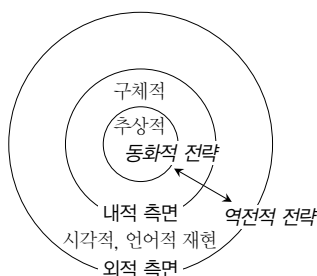 구체적
추상적
동화적 전략
내적 측면
역전적 전략
시각적, 언어적 재현
외적 측면